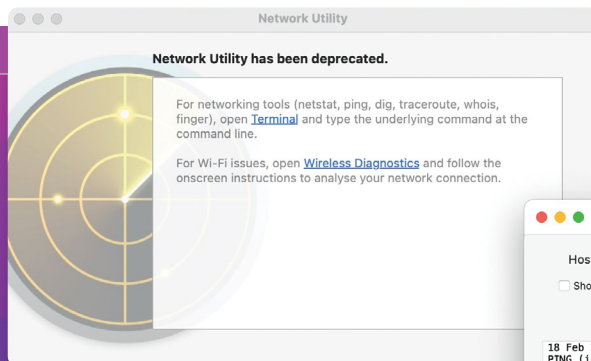 Network Utility
Network Utility has been deprecated.
For networking tools (netstat, ping, dig, traceroute, whois,
finger), open Terminal and type the underlying command at the
command line.
For Wi-Fi issues, open Wireless Diagnostics and follow the
onscreen instructions to analyse your network connection.
18 Feb
PING